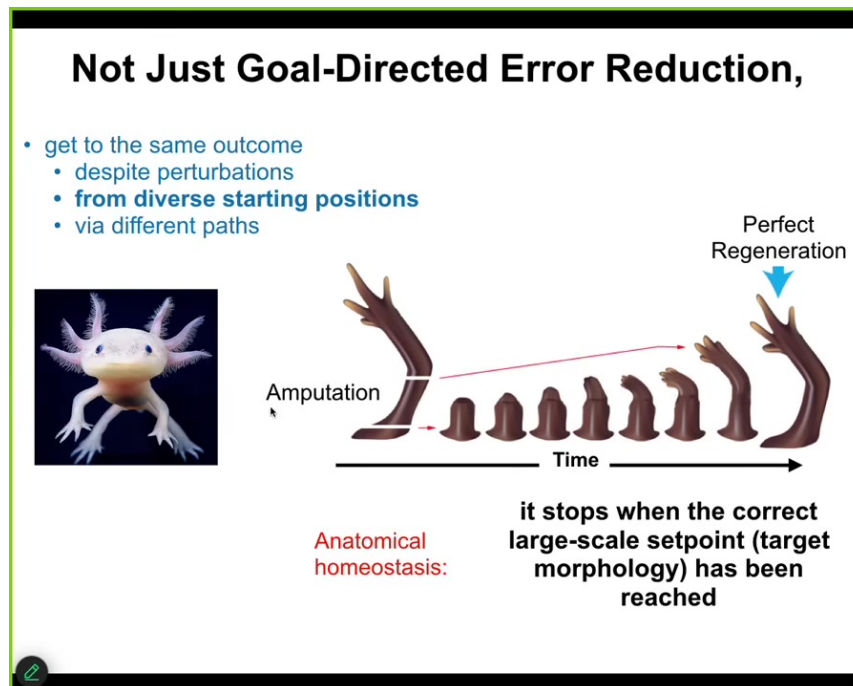 Not Just Goal-Directed Error Reduction,
• get to the same outcome
• despite perturbations
• from diverse starting positions
• via different paths
Perfect
Regeneration
Amputation
Time
Anatomical
homeostasis:
it stops when the correct
large-scale setpoint (target
morphology) has been
reached